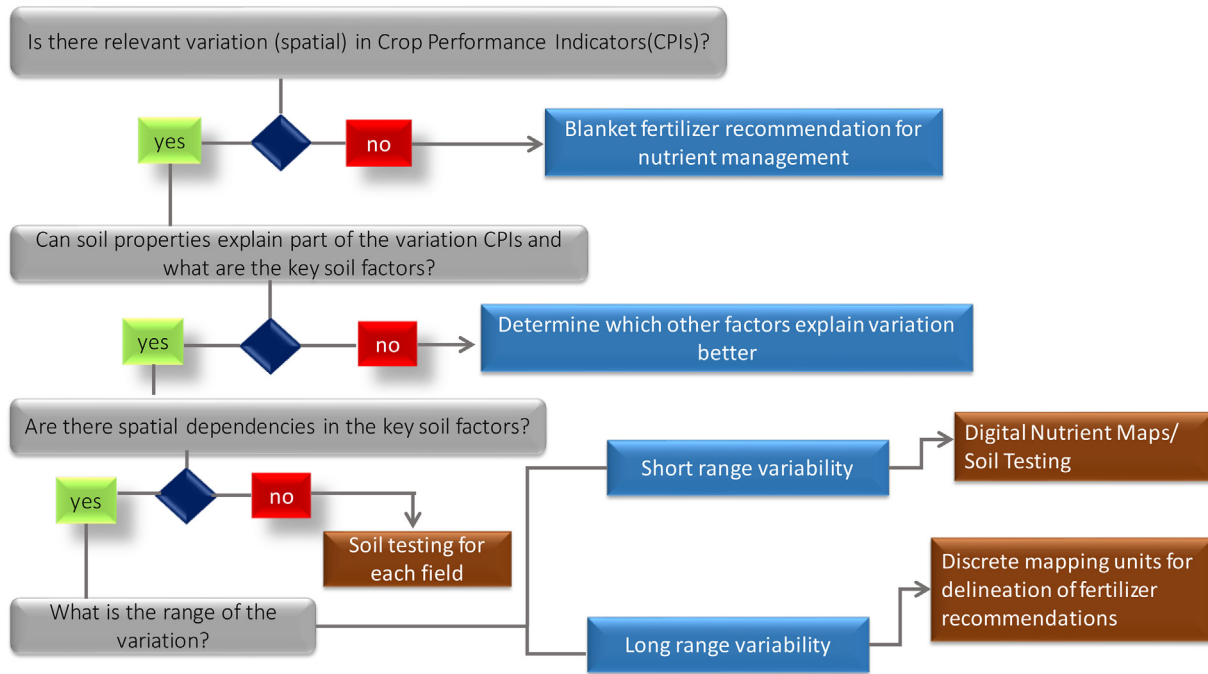 Is there relevant variation (spatial) in Crop Performance Indicators(CPIs)?
yes
no
Blanket fertilizer recommendation for
nutrient management
Can soil properties explain part of the variation CPIs and
what are the key soil factors?
yes
no
Determine which other factors explain variation
better
Are there spatial dependencies in the key soil factors?
yes
no
Soil testing for
each field
Short range variability
Digital Nutrient Maps/
Soil Testing
What is the range of the
variation?
Long range variability
Discrete mapping units for
delineation of fertilizer
recommendations